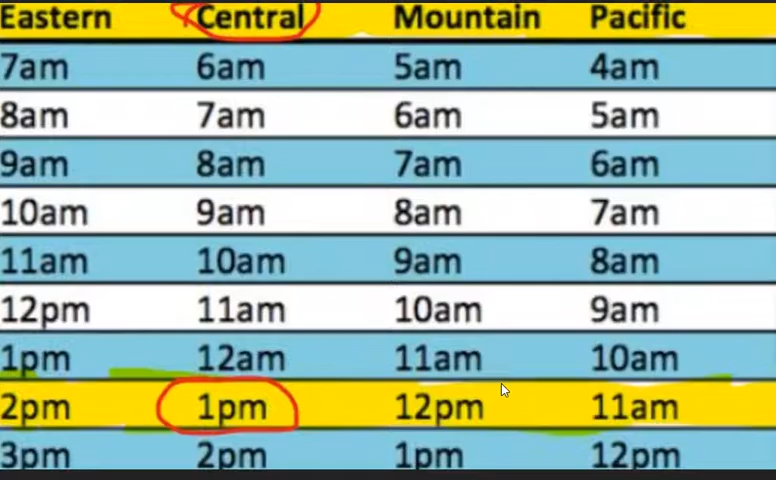 Eastern Central Mountain Pacific
7am 6am 5am 4am
8am 7am 6am 5am
9am 8am 7am 6am
10am 9am 8am 7am
11am 10am 9am 8am
12pm 11am 10am 9am
1pm 12am 11am 10am
2pm 1pm 12pm 11am
3pm 2pm 1pm 12pm